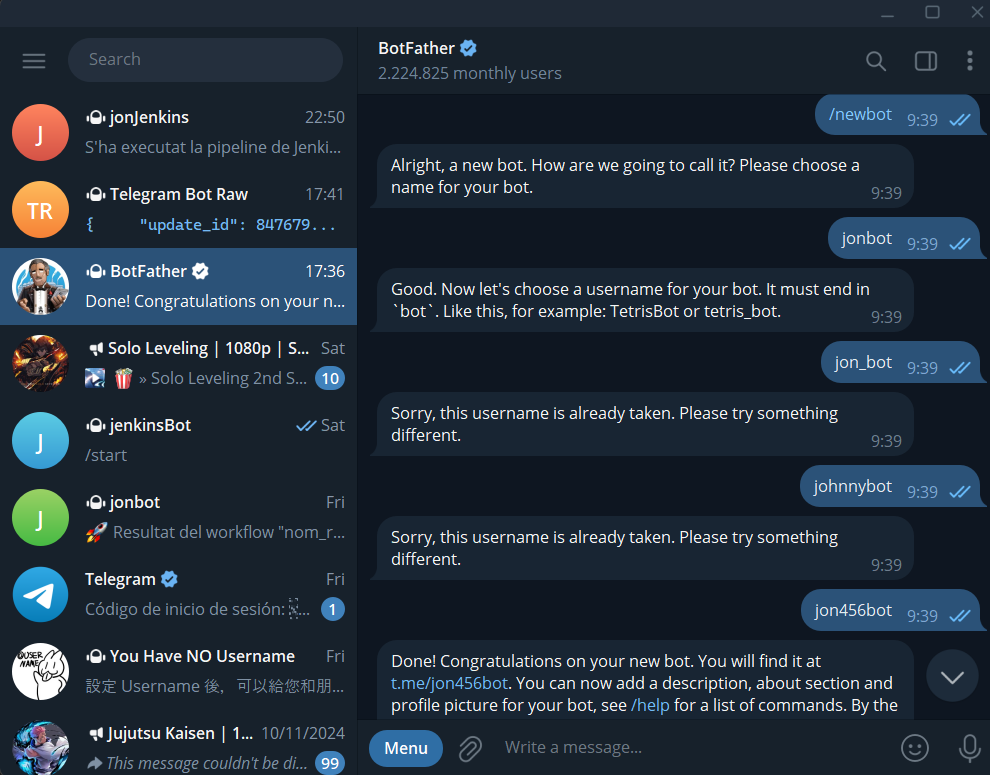 Search
J
jonJenkins
22:50
S'ha executat la pipeline de Jenki...
TR
Telegram Bot Raw
17:41
{ "update_id": 847679...
BotFather
17:36
Done! Congratulations on your n...
Solo Leveling | 1080p | S...
Sat
» Solo Leveling 2nd S...
10
J
jenkinsBot
Sat
/start
J
jonbot
Fri
Resultat del workflow "nom_r...
Telegram
Fri
Código de inicio de sesión:
1
You Have NO Username
Fri
設定 Username 後，可以給您和朋...
Jujutsu Kaisen | 1...
10/11/2024
This message couldn't be di...
99
BotFather
2.224.825 monthly users
/newbot
9:39
Alright, a new bot. How are we going to call it? Please choose a
name for your bot.
9:39
jonbot
9:39
Good. Now let's choose a username for your bot. It must end in
`bot`. Like this, for example: TetrisBot or tetris_bot.
9:39
jon_bot
9:39
Sorry, this username is already taken. Please try something
different.
9:39
johnnybot
9:39
Sorry, this username is already taken. Please try something
different.
9:39
jon456bot
9:39
Done! Congratulations on your new bot. You will find it at
t.me/jon456bot. You can now add a description, about section and
profile picture for your bot, see /help for a list of commands. By the
Menu
Write a message...